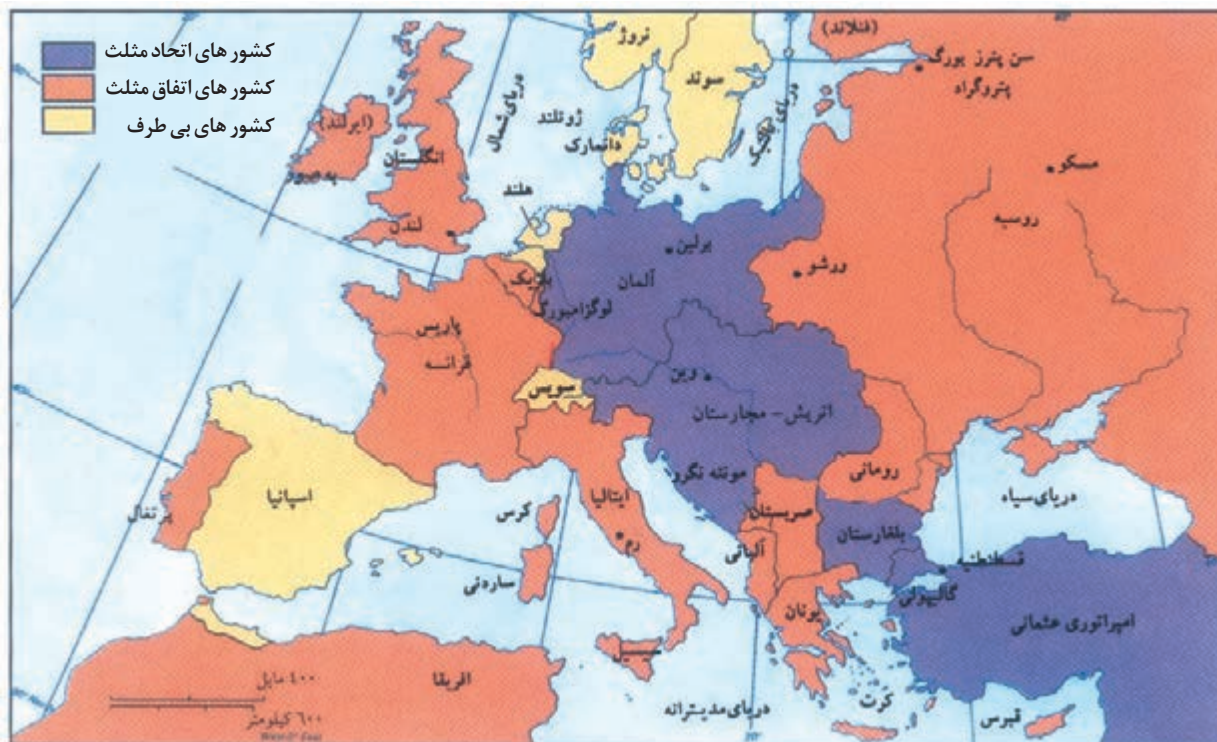 کشور های اتحاد مثلث
کشور های اتفاق مثلث
کشور های بی طرف
(فنلاند)
نروژ
سوئد
سن پترز بورگ
پتروگراد
دریای شمال
دریای بالتیک
ژوتلند
دانمارک
(ایرلند)
انگلستان
مسکو
روسیه
هلند
لندن
برلین
آلمان
ورشو
بلژیک
لوگزامبورگ
پاریس
فرانسه
سویس
وین
اتریش - مجارستان
مونته نگرو
رومانی
دریای سیاه
اسپانیا
پرتغال
کرس
ایتالیا
رم
صربستان
بلغارستان
آلبانی
قسطنطنیه
گالیپولی
ساردنی
یونان
امپراتوری عثمانی
سیسیل
افریقا
کرت
قبرس
دریای مدیترانه
۴۰۰ مایل
۶۰۰ کیلومتر